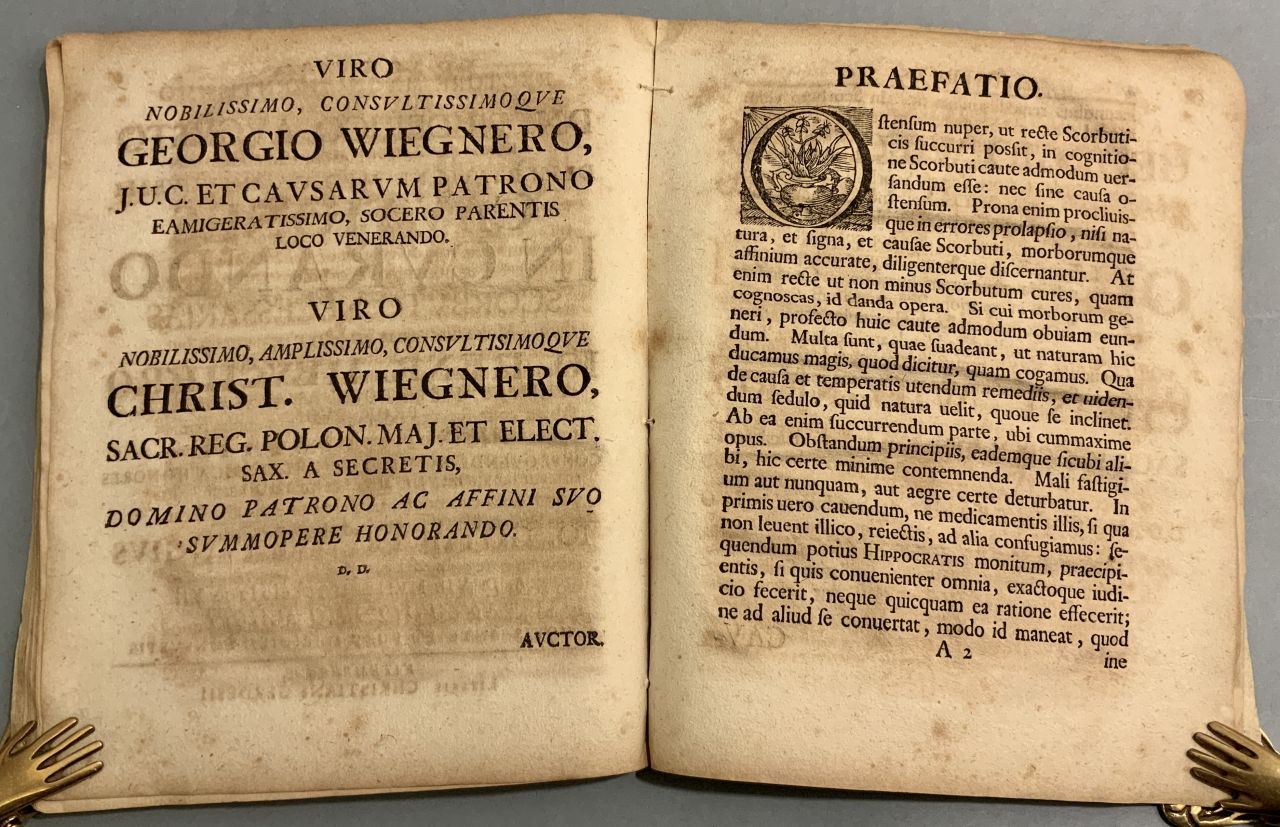 VIRO
NOBILISSIMO, CONSVLTISSIMOQVE
GEORGIO WIEGNERO,
J.U.C. ET CAVSARVM PATRONO
EAMIGERATISSIMO, SOCERO PARENTIS
LOCO VENERANDO.
VIRO
NOBILISSIMO, AMPLISSIMO, CONSVLTISIMOQVE
CHRIST. WIEGNERO,
SACR. REG. POLON. MAJ. ET ELECT.
SAX. A SECRETIS,
DOMINO PATRONO AC AFFINI SVO
SVMMOPERE HONORANDO.
D. D.
AVCTOR.
PRAEFATIO.
Oſtenſum nuper, ut recte Scorbuti-
cis ſuccurri poſſit, in cognitio-
ne Scorbuti caute admodum uer-
ſandum eſſe: nec ſine cauſa o-
ſtenſum. Prona enim procliuis-
que in errores prolapſio, niſi na-
tura, et ſigna, et cauſae Scorbuti, morborumque
affinium accurate, diligenterque diſcernantur. At
enim recte ut non minus Scorbutum cures, quam
cognoscas, id danda opera. Si cui morborum ge-
neri, profecto huic caute admodum obuiam eun-
dum. Multa ſunt, quae ſuadeant, ut naturam hic
ducamus magis, quod dicitur, quam cogamus. Qua
de cauſa et temperatis utendum remediis, et uiden-
dum ſedulo, quid natura uelit, quoue ſe inclinet.
Ab ea enim ſuccurrendum parte, ubi cummaxime
opus. Obſtandum principiis, eademque ſicubi ali-
bi, hic certe minime contemnenda. Mali faſtigi-
um aut nunquam, aut aegre certe deturbatur. In
primis uero cauendum, ne medicamentis illis, ſi qua
non leuent illico, reiectis, ad alia confugiamus: ſe-
quendum potius HIPPOCRATIS monitum, praecipi-
entis, ſi quis conuenienter omnia, exactoque iudi-
cio fecerit, neque quicquam ea ratione effecerit;
ne ad aliud ſe conuertat, modo id maneat, quod
A 2
ine